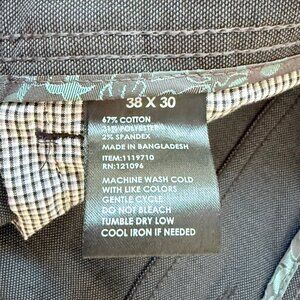 38 X 30
67% COTTON
31% POLYESTER
2% SPANDEX
MADE IN BANGLADESH
ITEM:1119710
RN:121096
MACHINE WASH COLD
WITH LIKE COLORS
GENTLE CYCLE
DO NOT BLEACH
TUMBLE DRY LOW
COOL IRON IF NEEDED